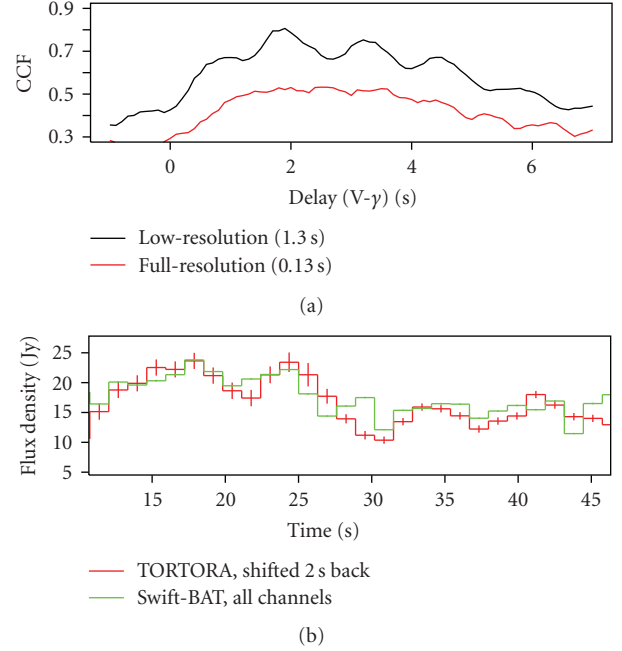 0.9
0.7
0.5
0.3
CCF
0 2 4 6
Delay (V-γ) (s)
Low-resolution (1.3 s)
Full-resolution (0.13 s)
(a)
25
20
15
10
5
Flux density (Jy)
15 20 25 30 35 40 45
Time (s)
TORTORA, shifted 2 s back
Swift-BAT, all channels
(b)